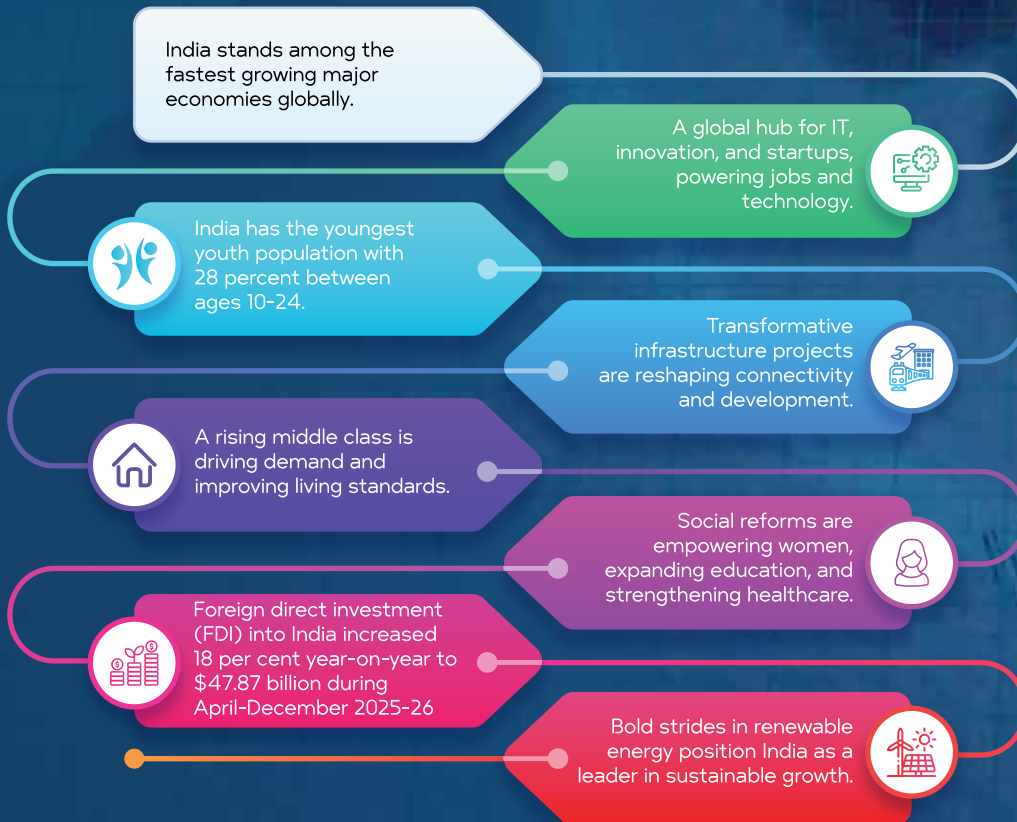 India stands among the
fastest growing major
economies globally.
A global hub for IT,
innovation, and startups,
powering jobs and
technology.
India has the youngest
youth population with
28 percent between
ages 10-24.
Transformative
infrastructure projects
are reshaping connectivity
and development.
A rising middle class is
driving demand and
improving living standards.
Social reforms are
empowering women,
expanding education, and
strengthening healthcare.
Foreign direct investment
(FDI) into India increased
18 per cent year-on-year to
$47.87 billion during
April-December 2025-26
Bold strides in renewable
energy position India as a
leader in sustainable growth.